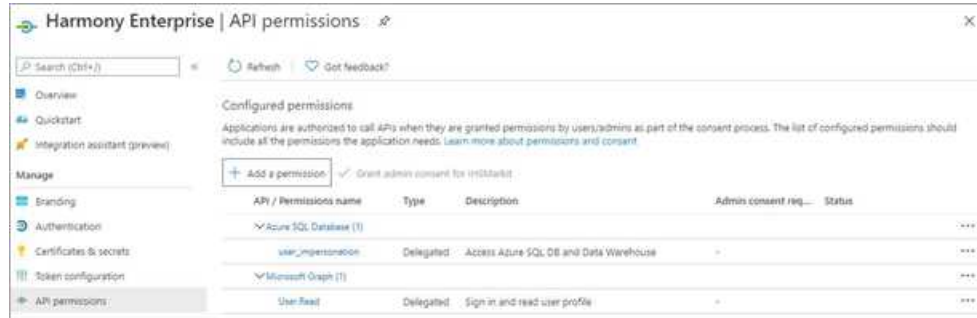 Harmony Enterprise | API permissions
Search (Ctrl+/)
Refresh
Got feedback?
Overview
Quickstart
Integration assistant (preview)
Manage
Branding
Authentication
Certificates & secrets
Token configuration
API permissions
Configured permissions
Applications are authorized to call APIs when they are granted permissions by users/admins as part of the consent process. The list of configured permissions should
include all the permissions the application needs. Learn more about permissions and consent
+ Add a permission
Grant admin consent for IHSMarkit
API / Permissions name Type Description Admin consent req... Status
Azure SQL Database (1)
user_impersonation Delegated Access Azure SQL DB and Data Warehouse -
Microsoft Graph (1)
User.Read Delegated Sign in and read user profile -